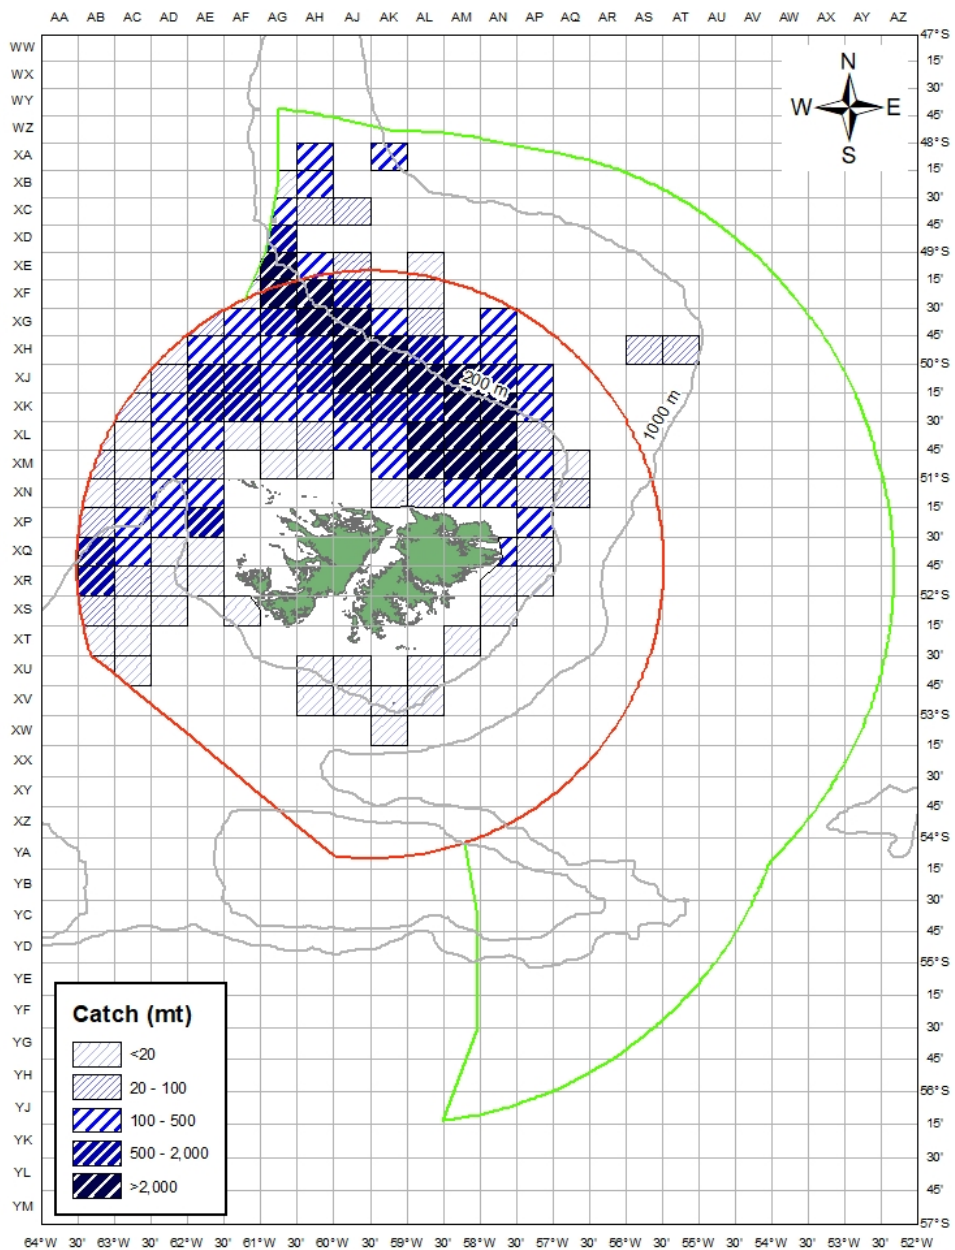 AA AB AC AD AE AF AG AH AJ AK AL AM AN AP AQ AR AS AT AU AV AW AX AY AZ
47°S
WW
15'
WX
30'
WY
45'
WZ
48°S
XA
15'
XB
30'
XC
45'
XD
49°S
XE
15'
XF
30'
XG
45'
XH
50°S
XJ
15'
XK
30'
XL
45'
XM
51°S
XN
15'
XP
30'
XQ
45'
XR
52°S
XS
15'
XT
30'
XU
45'
XV
53°S
XW
15'
XX
30'
XY
45'
XZ
54°S
YA
15'
YB
30'
YC
45'
YD
55°S
YE
15'
YF
30'
YG
45'
YH
56°S
YJ
15'
YK
30'
YL
45'
YM
57°S
N
W E
S
200 m
1000 m
Catch (mt)
<20
20 - 100
100 - 500
500 - 2,000
>2,000
64°W 30' 63°W 30' 62°W 30' 61°W 30' 60°W 30' 59°W 30' 58°W 30' 57°W 30' 56°W 30' 55°W 30' 54°W 30' 53°W 30' 52°W